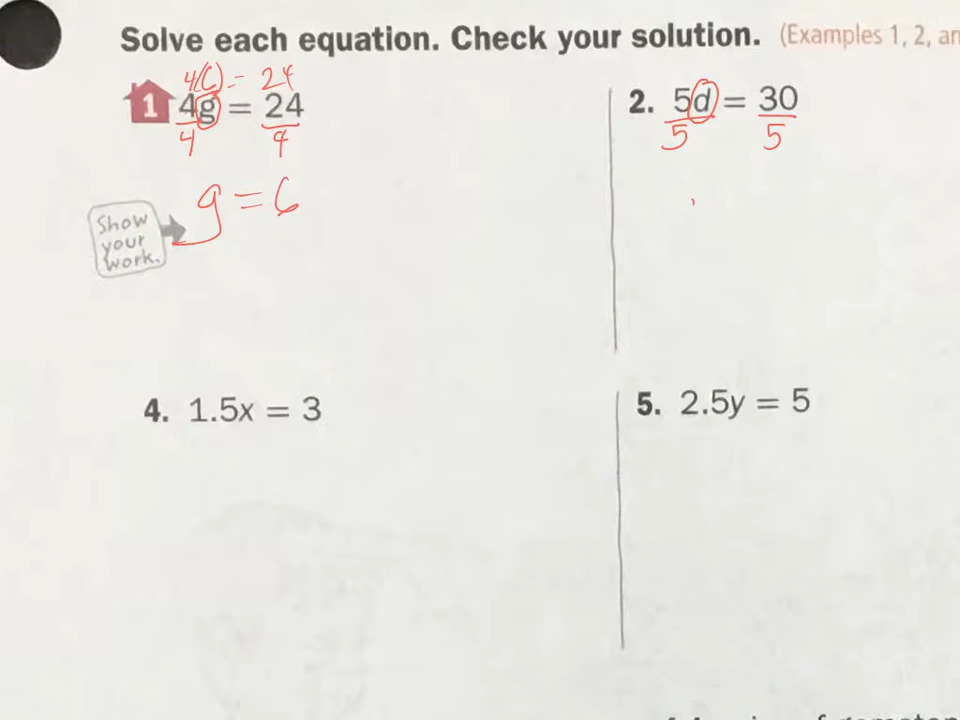 Solve each equation. Check your solution. (Examples 1, 2, an
4(6) = 24
1 4g = 24
4 4
g = 6
Show
your
work.
2. 5d = 30
5 5
4. 1.5x = 3
5. 2.5y = 5